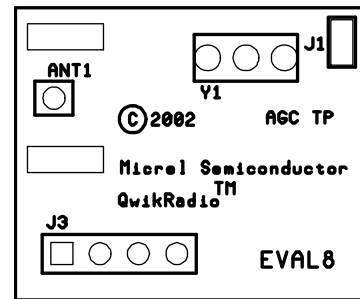 J1
ANT1
Y1
©2002
AGC TP
Micrel Semiconductor
QwikRadio™
J3
EVAL8